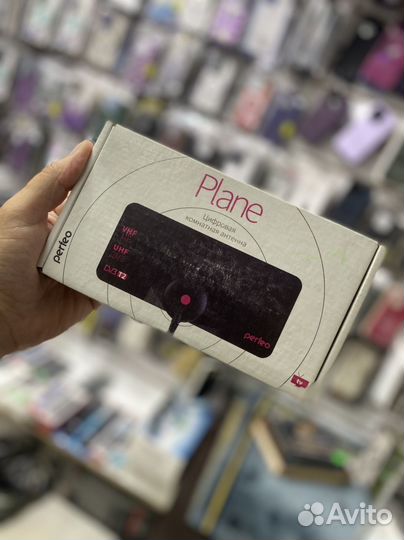 Plane
Цифровая
комнатная антенна
VHF
UHF
DVB T2
perfeo
perfeo
tv
Avito